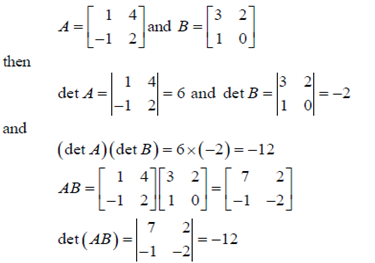 A = [1 4; −1 2] and B = [3 2; 1 0]
then
det A = |1 4; −1 2| = 6 and det B = |3 2; 1 0| = −2
and
(det A)(det B) = 6×(−2) = −12
AB = [1 4; −1 2][3 2; 1 0] = [7 2; −1 −2]
det(AB) = |7 2; −1 −2| = −12